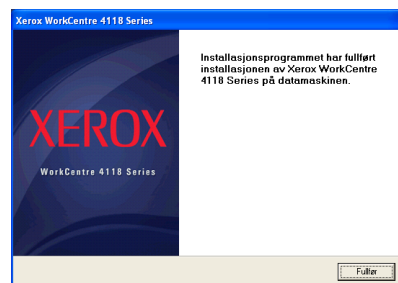 Xerox WorkCentre 4118 Series
Installasjonsprogrammet har fullført
installasjonen av Xerox WorkCentre
4118 Series på datamaskinen.
XEROX
WorkCentre 4118 Series
Fullfør